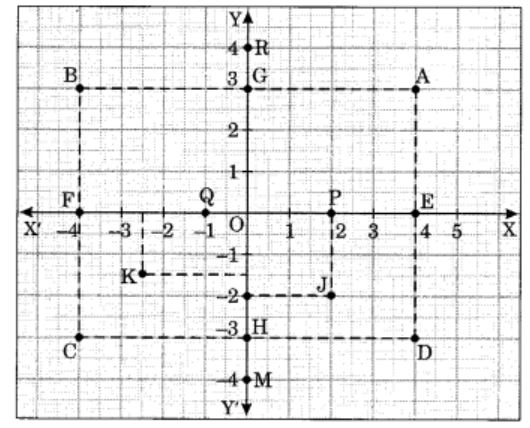 Y
4 R
B 3 G A
2
1
F Q P E
X' –4 –3 –2 –1 O 1 2 3 4 5 X
–1
K
–2 J
–3 H
C D
–4 M
Y'